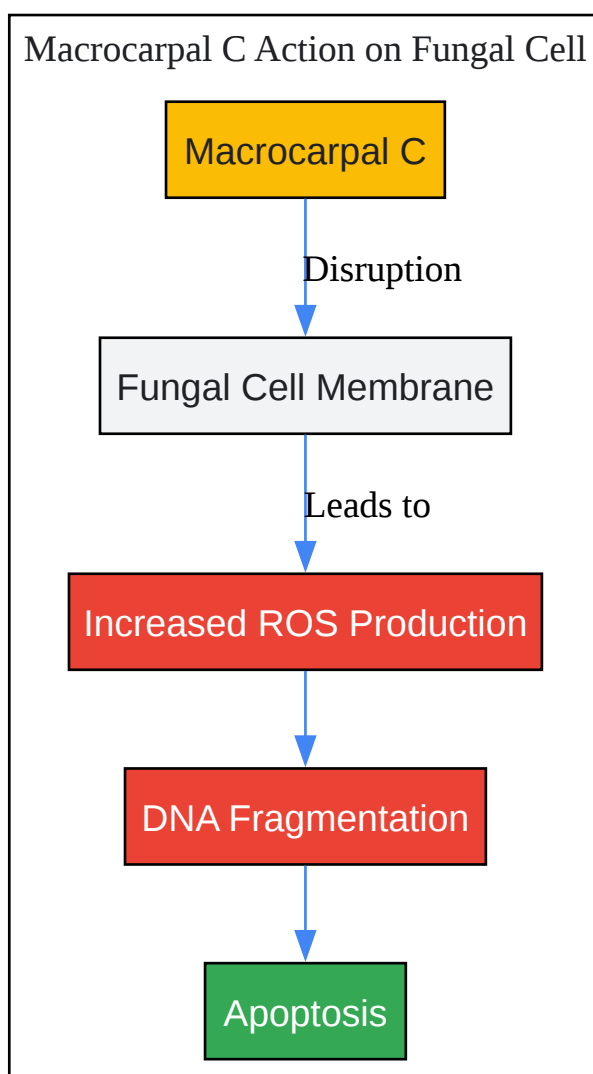 Macrocarpal C Action on Fungal Cell
Macrocarpal C
Disruption
Fungal Cell Membrane
Leads to
Increased ROS Production
DNA Fragmentation
Apoptosis